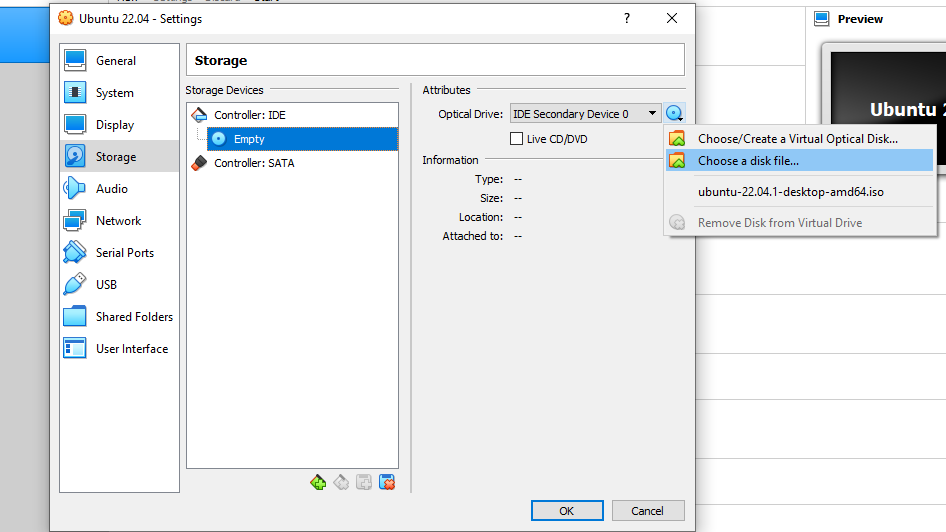 Ubuntu 22.04 - Settings
?
Preview
Ubuntu 2
General
System
Display
Storage
Audio
Network
Serial Ports
USB
Shared Folders
User Interface
Storage
Storage Devices
Controller: IDE
Empty
Controller: SATA
Attributes
Optical Drive: IDE Secondary Device 0
Live CD/DVD
Information
Type: --
Size: --
Location: --
Attached to: --
Choose/Create a Virtual Optical Disk...
Choose a disk file...
ubuntu-22.04.1-desktop-amd64.iso
Remove Disk from Virtual Drive
OK
Cancel